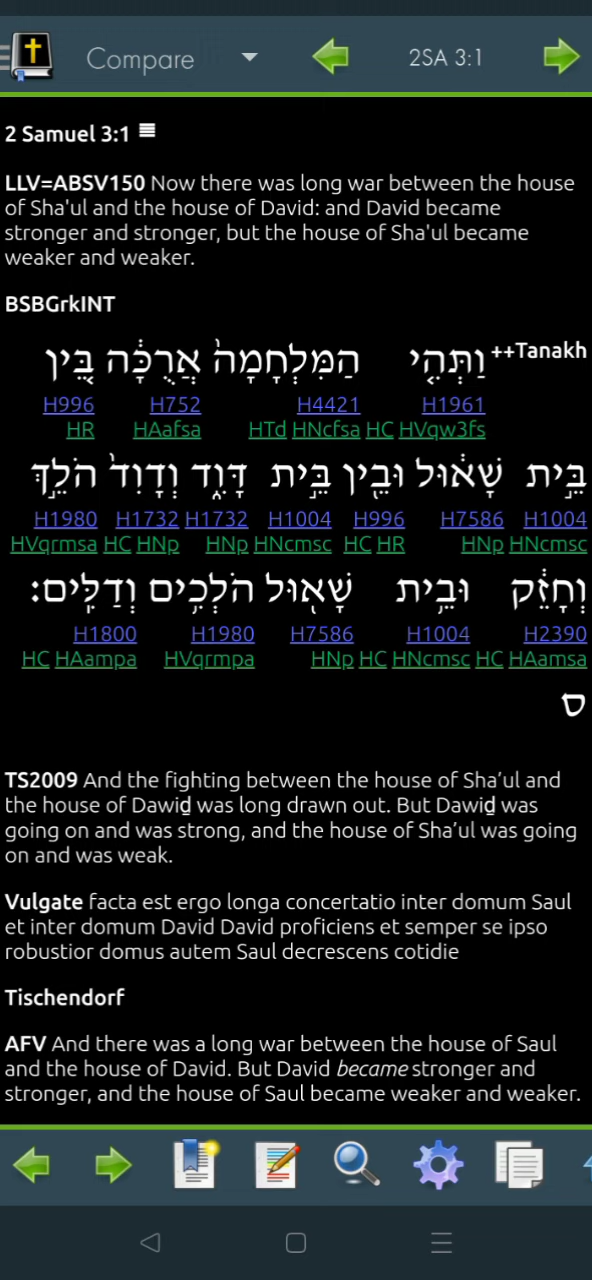 Compare
2SA 3:1
2 Samuel 3:1
LLV=ABSV150 Now there was long war between the house
of Sha'ul and the house of David: and David became
stronger and stronger, but the house of Sha'ul became
weaker and weaker.
BSBGrkINT
++Tanakh וַתְּהִ֤י הַמִּלְחָמָה֙ אֲרֻכָּ֔ה בֵּ֚ין
H996 H752 H4421 H1961
HR HAafsa HTd HNcfsa HC HVqw3fs
בֵּ֣ית שָׁא֔וּל וּבֵ֖ין בֵּ֣ית דָּוִ֑ד וְדָוִד֙ הֹלֵ֣ךְ
H1980 H1732 H1732 H1004 H996 H7586 H1004
HVqrmsa HC HNp HNp HNcmsc HC HR HNp HNcmsc
וְחָזֵ֔ק וּבֵ֥ית שָׁא֖וּל הֹלְכִ֥ים וְדַלִּֽים׃
H1800 H1980 H7586 H1004 H2390
HC HAampa HVqrmpa HNp HC HNcmsc HC HAamsa
ס
TS2009 And the fighting between the house of Sha’ul and
the house of Dawiḏ was long drawn out. But Dawiḏ was
going on and was strong, and the house of Sha’ul was going
on and was weak.
Vulgate facta est ergo longa concertatio inter domum Saul
et inter domum David David proficiens et semper se ipso
robustior domus autem Saul decrescens cotidie
Tischendorf
AFV And there was a long war between the house of Saul
and the house of David. But David became stronger and
stronger, and the house of Saul became weaker and weaker.